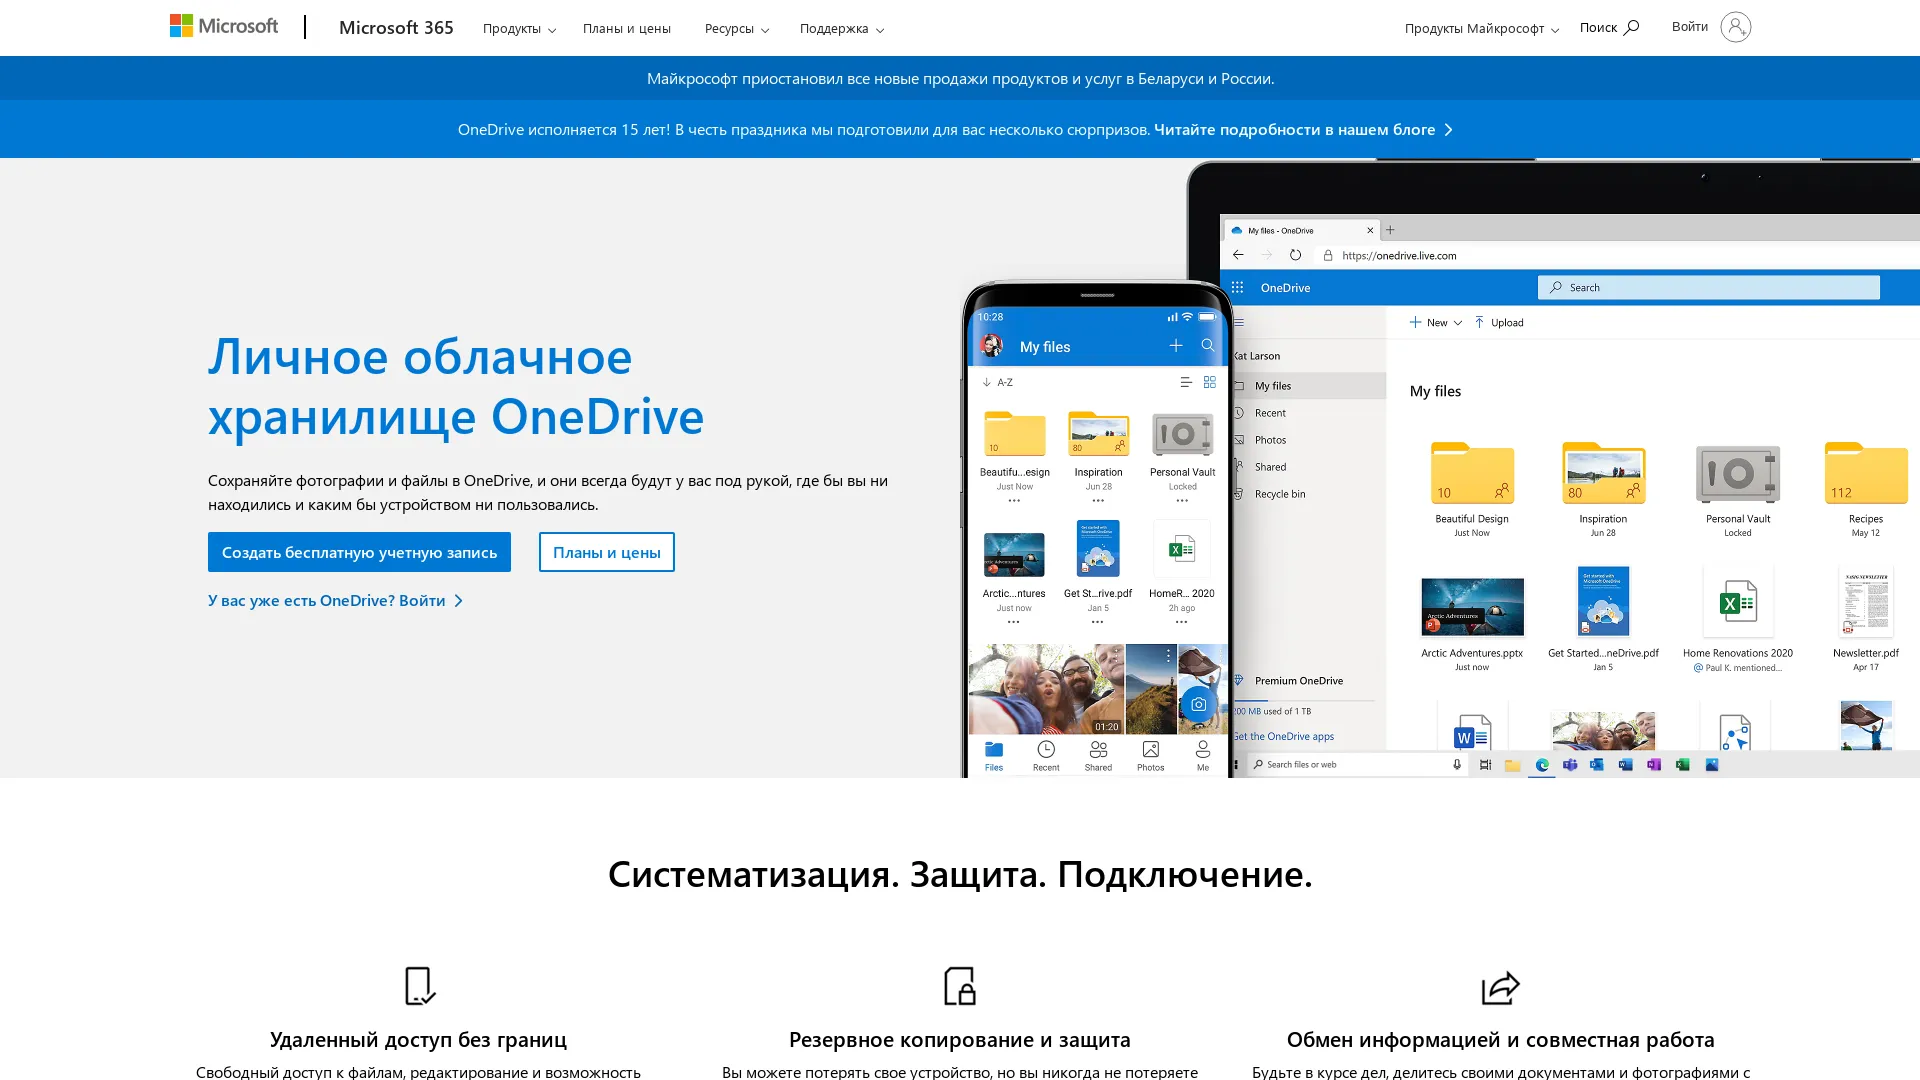 Microsoft
Microsoft 365
Продукты
Планы и цены
Ресурсы
Поддержка
Продукты Майкрософт
Поиск
Войти
Майкрософт приостановил все новые продажи продуктов и услуг в Беларуси и России.
OneDrive исполняется 15 лет! В честь праздника мы подготовили для вас несколько сюрпризов. Читайте подробности в нашем блоге
Личное облачное
хранилище OneDrive
Сохраняйте фотографии и файлы в OneDrive, и они всегда будут у вас под рукой, где бы вы ни
находились и каким бы устройством ни пользовались.
Создать бесплатную учетную запись
Планы и цены
У вас уже есть OneDrive? Войти
10:28
My files
A-Z
10
80
Beautifu...esign
Inspiration
Personal Vault
Just Now
Jun 28
Locked
Arctic Adventures
Arctic...ntures
Get St...rive.pdf
HomeR... 2020
Just now
Jan 5
2h ago
01:20
Files
Recent
Shared
Photos
Me
My files - OneDrive
https://onedrive.live.com
OneDrive
Search
New
Upload
Kat Larson
My files
Recent
Photos
Shared
Recycle bin
Premium OneDrive
200 MB used of 1 TB
Get the OneDrive apps
My files
10
80
112
Beautiful Design
Inspiration
Personal Vault
Recipes
Just Now
Jun 28
Locked
May 12
Arctic Adventures
Get started with
Microsoft OneDrive
NASIG NEWSLETTER
Arctic Adventures.pptx
Get Started...neDrive.pdf
Home Renovations 2020
Newsletter.pdf
Just now
Jan 5
@ Paul K. mentioned...
Apr 17
Search files or web
Систематизация. Защита. Подключение.
Удаленный доступ без границ
Резервное копирование и защита
Обмен информацией и совместная работа
Свободный доступ к файлам, редактирование и возможность
Вы можете потерять свое устройство, но вы никогда не потеряете
Будьте в курсе дел, делитесь своими документами и фотографиями с